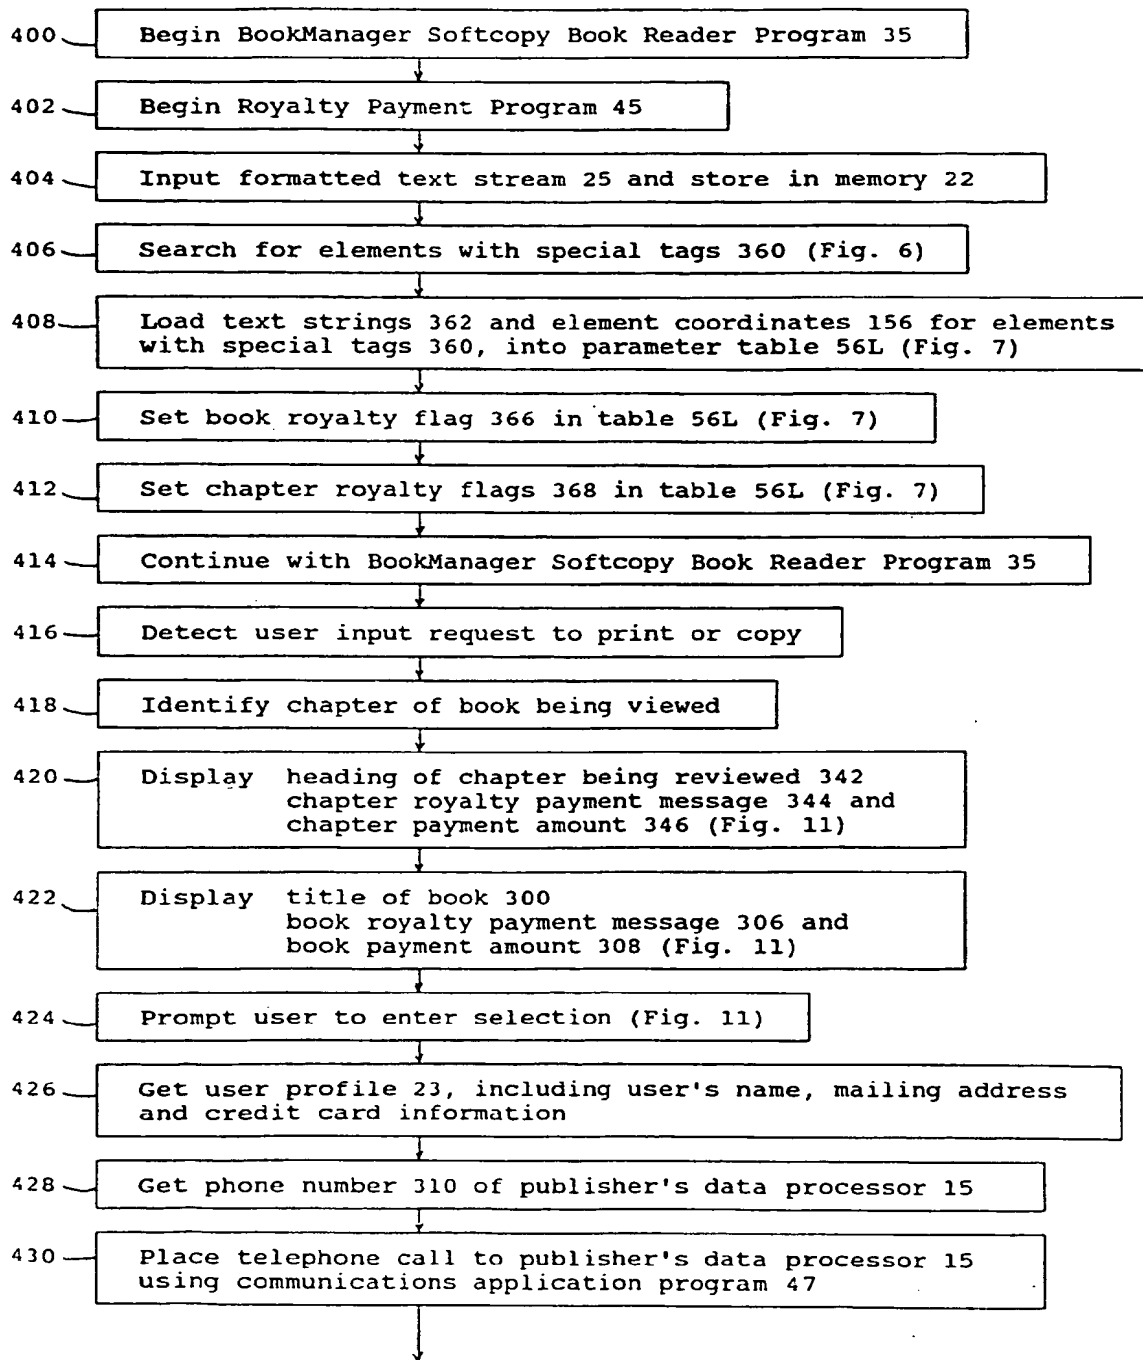 400 Begin BookManager Softcopy Book Reader Program 35
402 Begin Royalty Payment Program 45
404 Input formatted text stream 25 and store in memory 22
406 Search for elements with special tags 360 (Fig. 6)
408 Load text strings 362 and element coordinates 156 for elements
with special tags 360, into parameter table 56L (Fig. 7)
410 Set book royalty flag 366 in table 56L (Fig. 7)
412 Set chapter royalty flags 368 in table 56L (Fig. 7)
414 Continue with BookManager Softcopy Book Reader Program 35
416 Detect user input request to print or copy
418 Identify chapter of book being viewed
420 Display heading of chapter being reviewed 342
chapter royalty payment message 344 and
chapter payment amount 346 (Fig. 11)
422 Display title of book 300
book royalty payment message 306 and
book payment amount 308 (Fig. 11)
424 Prompt user to enter selection (Fig. 11)
426 Get user profile 23, including user's name, mailing address
and credit card information
428 Get phone number 310 of publisher's data processor 15
430 Place telephone call to publisher's data processor 15
using communications application program 47